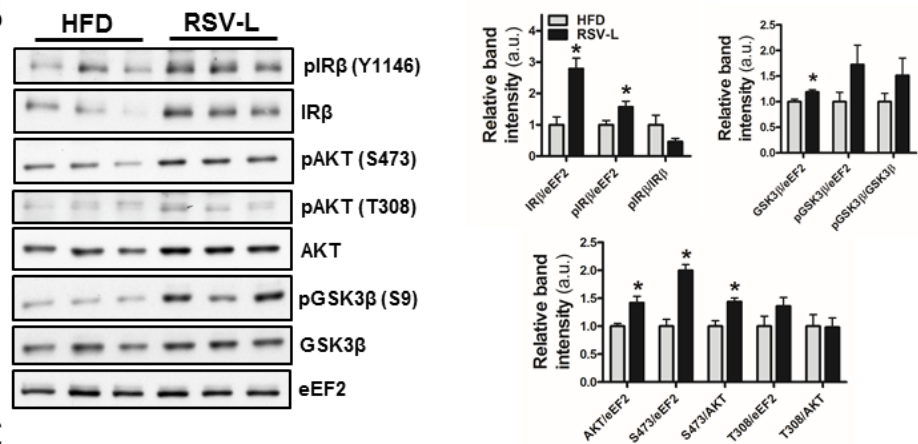 HFD RSV-L
pIRβ (Y1146)
IRβ
pAKT (S473)
pAKT (T308)
AKT
pGSK3β (S9)
GSK3β
eEF2
Relative band
intensity (a.u.)
4
3
2
1
0
HFD
RSV-L
*
*
IRβ/eEF2
pIRβ/eEF2
pIRβ/IRβ
Relative band
intensity (a.u.)
2.5
2.0
1.5
1.0
0.5
0.0
*
GSK3β/eEF2
pGSK3β/eEF2
pGSK3β/GSK3β
Relative band
intensity (a.u.)
2.5
2.0
1.5
1.0
0.5
0.0
*
*
*
AKT/eEF2
S473/eEF2
S473/AKT
T308/eEF2
T308/AKT